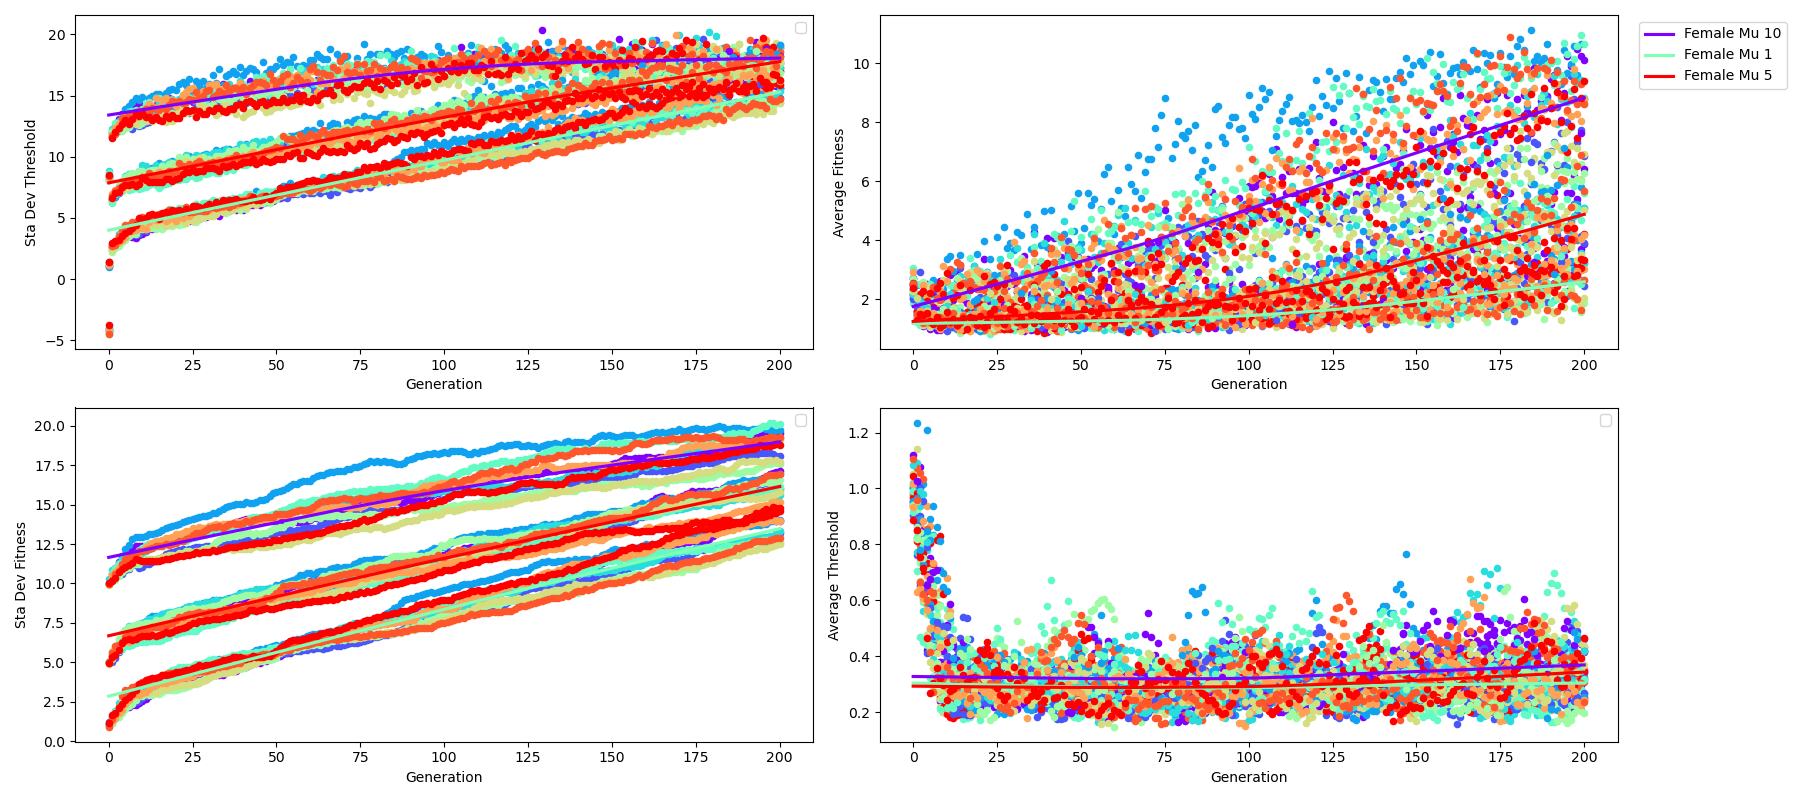 Sta Dev Threshold
20
15
10
5
0
−5
0 25 50 75 100 125 150 175 200
Generation
Average Fitness
10
8
6
4
2
0 25 50 75 100 125 150 175 200
Generation
Female Mu 10
Female Mu 1
Female Mu 5
Sta Dev Fitness
20.0
17.5
15.0
12.5
10.0
7.5
5.0
2.5
0.0
0 25 50 75 100 125 150 175 200
Generation
Average Threshold
1.2
1.0
0.8
0.6
0.4
0.2
0 25 50 75 100 125 150 175 200
Generation